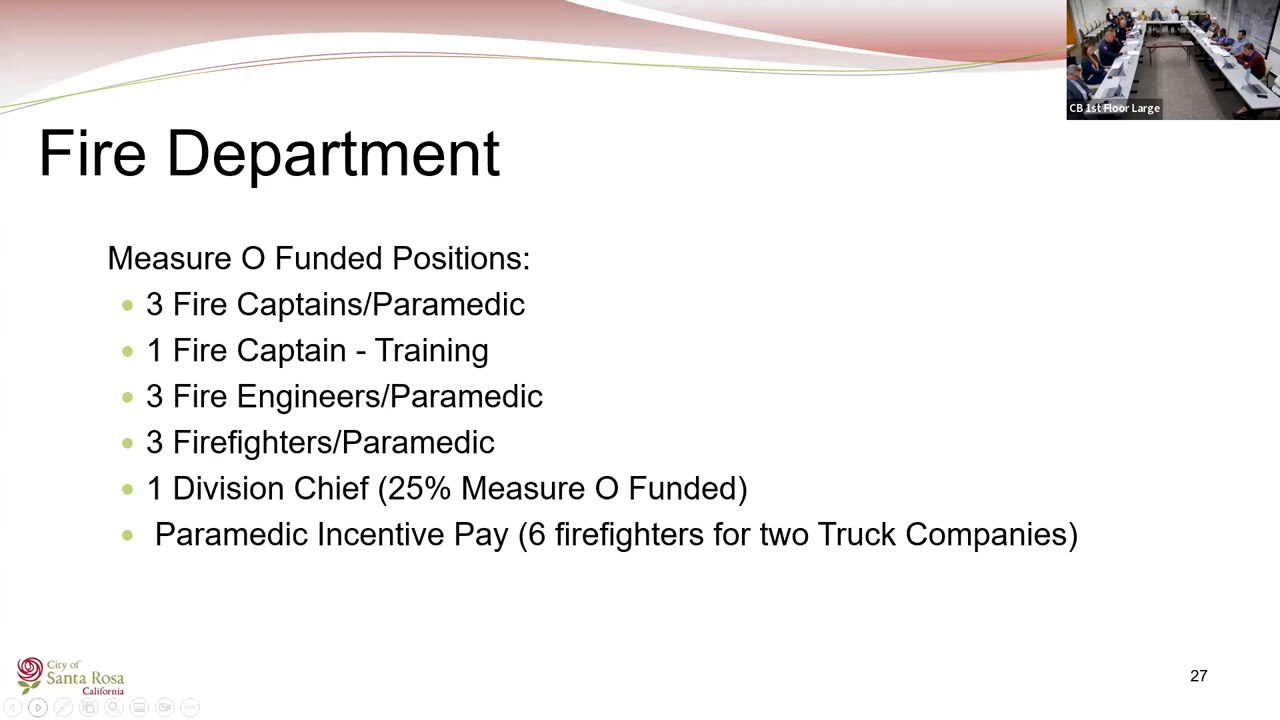 CB 1st Floor Large
Fire Department
Measure O Funded Positions:
3 Fire Captains/Paramedic
1 Fire Captain - Training
3 Fire Engineers/Paramedic
3 Firefighters/Paramedic
1 Division Chief (25% Measure O Funded)
Paramedic Incentive Pay (6 firefighters for two Truck Companies)
City of
Santa Rosa
California
27